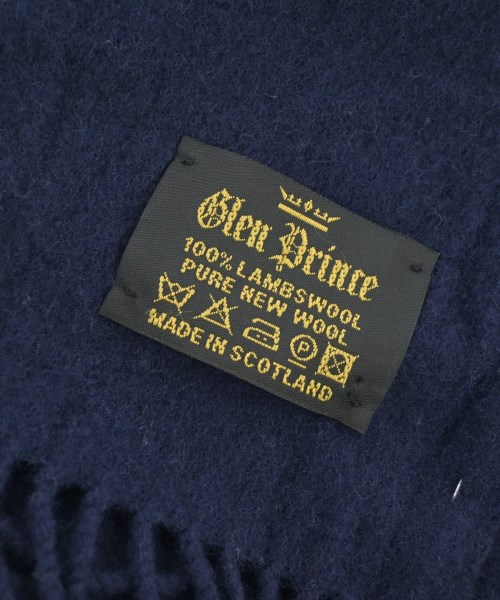 Glen Prince
100% LAMBSWOOL
PURE NEW WOOL
P
MADE IN SCOTLAND